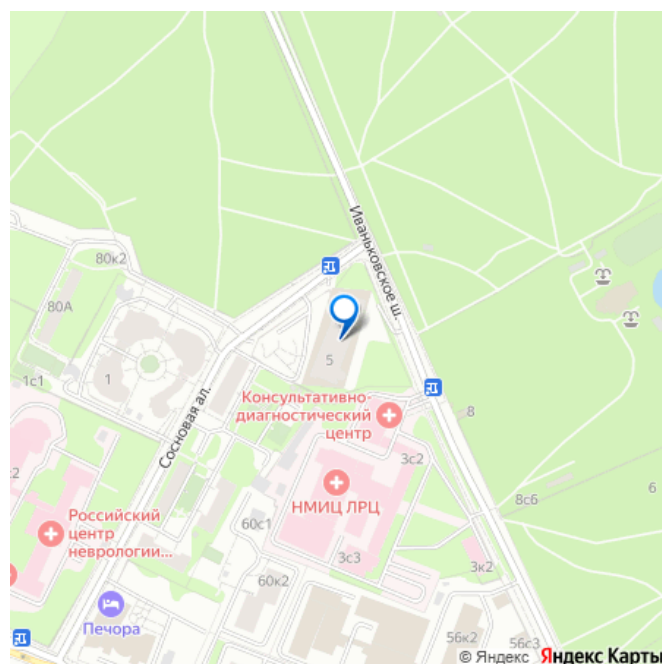 Иваньковское ш.
80к2
80А
5
1
1с1
Сосновая ал.
Консультативно-
диагностический
центр
8
3с2
с2
НМИЦ ЛРЦ
8с6
6
Российский
центр
неврологии...
60с1
3с3
3к2
60к2
Печора
56к2
56с3
© Яндекс Яндекс Карты